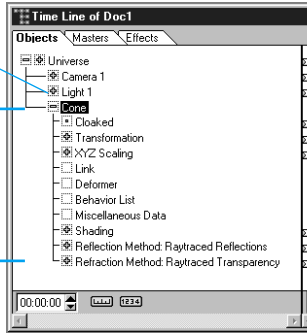 Time Line of Doc1
Objects Masters Effects
Universe
Camera 1
Light 1
Cone
Cloaked
Transformation
XYZ Scaling
Link
Deformer
Behavior List
Miscellaneous Data
Shading
Reflection Method: Raytraced Reflections
Refraction Method: Raytraced Transparency
00:00:00 1234